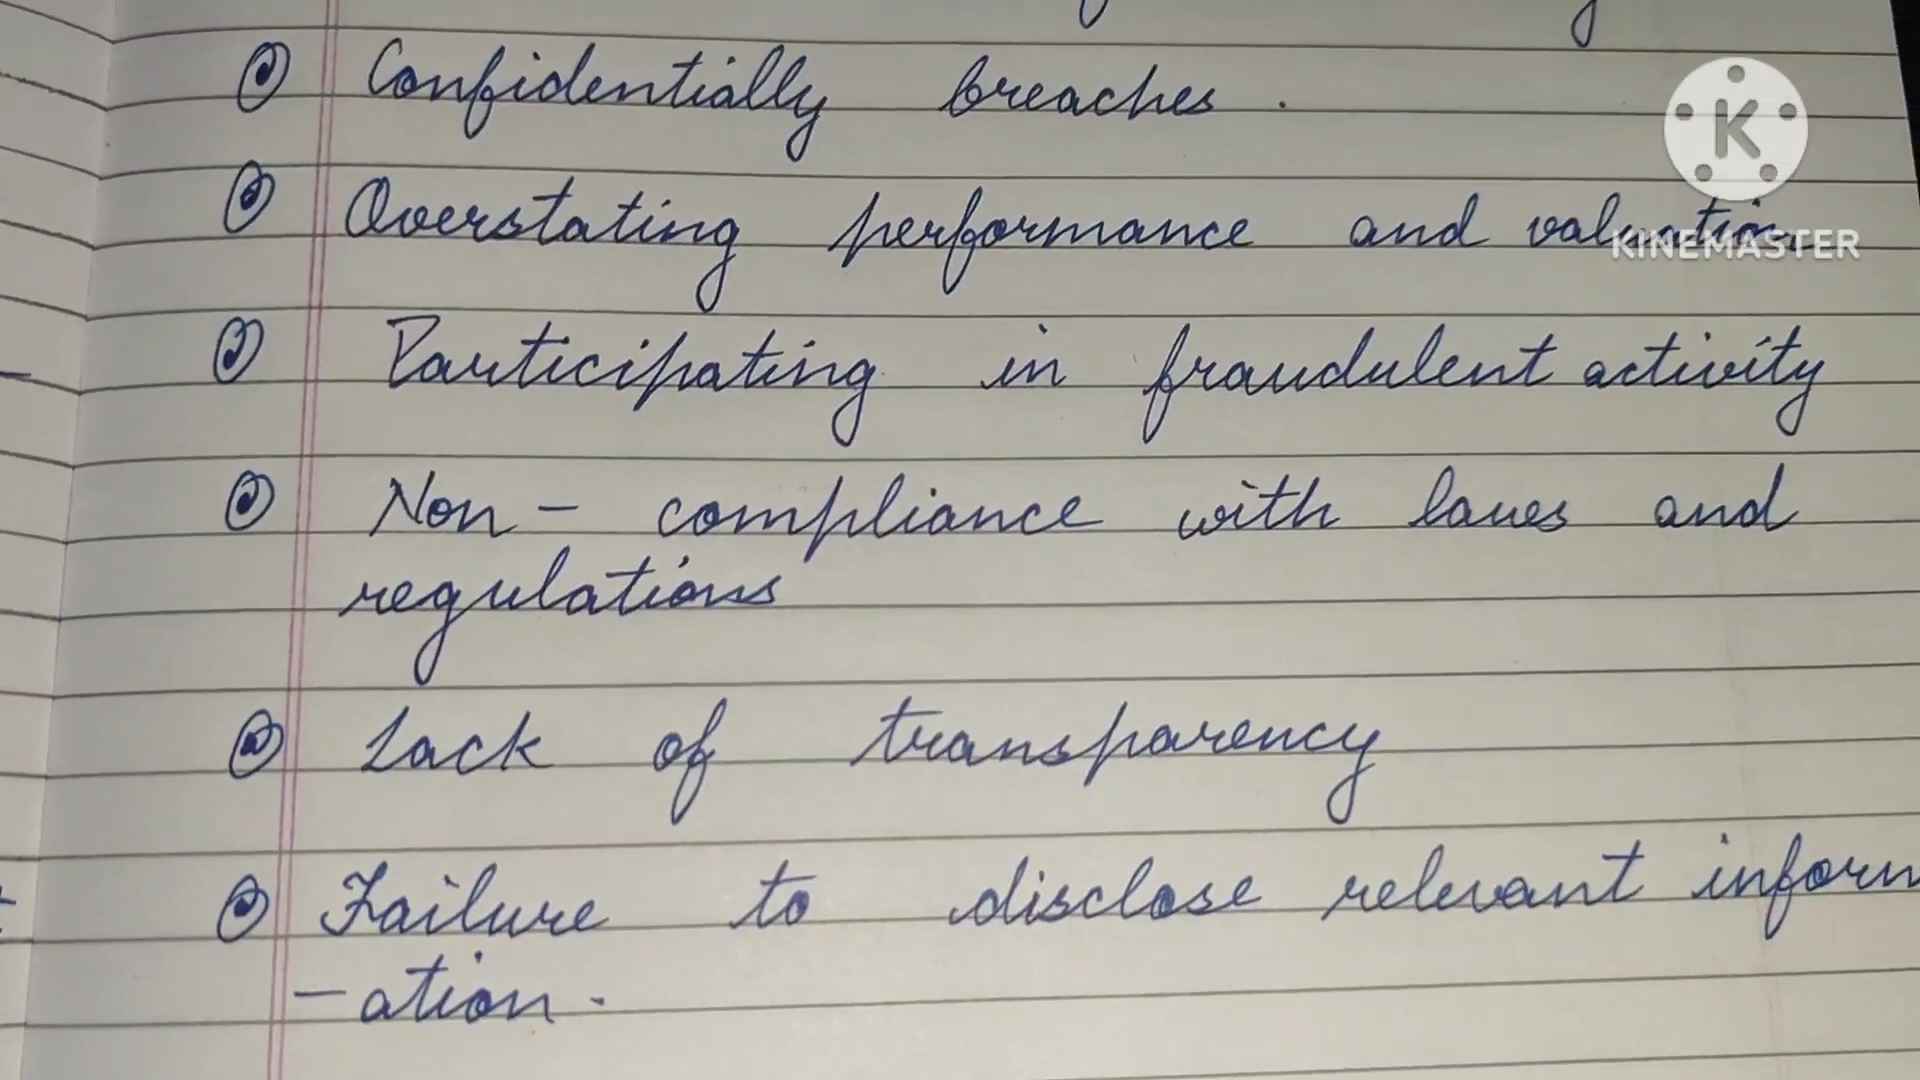 Confidentially breaches.
K
Overstating performance and valuation
KINEMASTER
Participating in fraudulent activity
Non - compliance with laws and
regulations
Lack of transparency
Failure to disclose relevant inform
-ation.